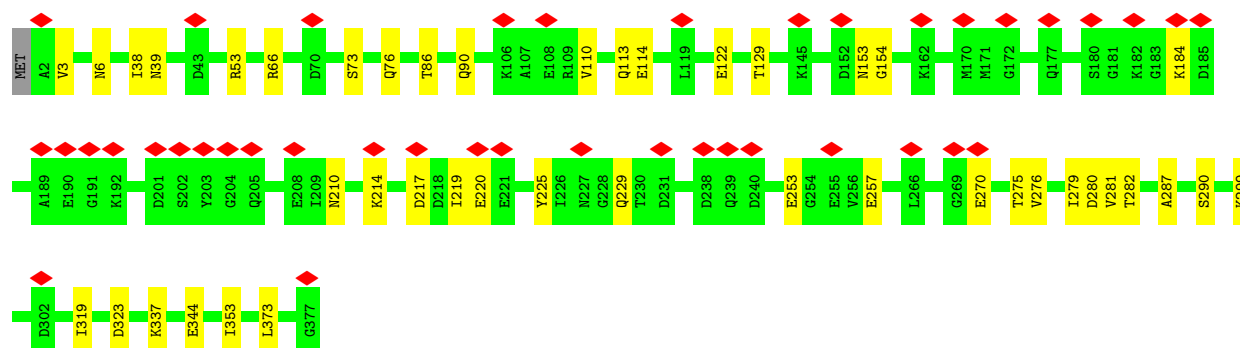 MET A2 V3 N6 I38 N39 D43 R53 R66 D70 S73 Q76 T86 Q90 K106 A107 E108 R109 V110 Q113 E114 L119 E122 T129 K145 D152 N153 G154 K162 M170 M171 G172 Q177 S180 G181 K182 G183 K184 D185
A189 E190 G191 K192 D201 S202 Y203 G204 Q205 E208 I209 N210 K214 D217 D218 I219 E220 E221 Y225 I226 N227 G228 Q229 T230 D231 D238 Q239 D240 E253 G254 E255 V256 E257 L266 G269 E270 T275 V276 I279 D280 V281 T282 A287 S290
D302 I319 D323 K337 E344 I353 L373 G377